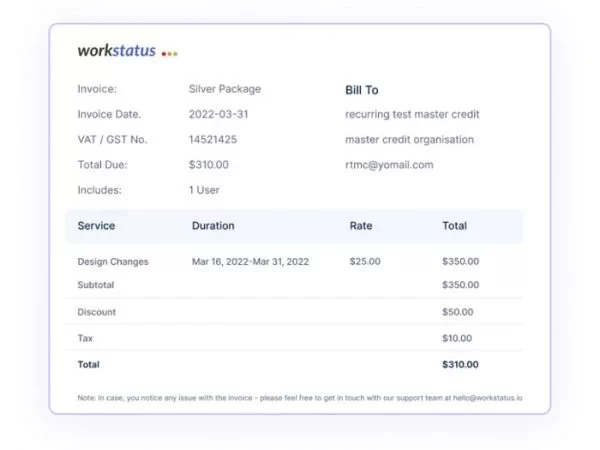 workstatus
Invoice: Silver Package Bill To
Invoice Date. 2022-03-31 recurring test master credit
VAT / GST No. 14521425 master credit organisation
Total Due: $310.00 rtmc@yomail.com
Includes: 1 User
Service Duration Rate Total
Design Changes Mar 16, 2022-Mar 31, 2022 $25.00 $350.00
Subtotal $350.00
Discount $50.00
Tax $10.00
Total $310.00
Note: In case, you notice any issue with the invoice - please feel free to get in touch with our support team at hello@workstatus.io